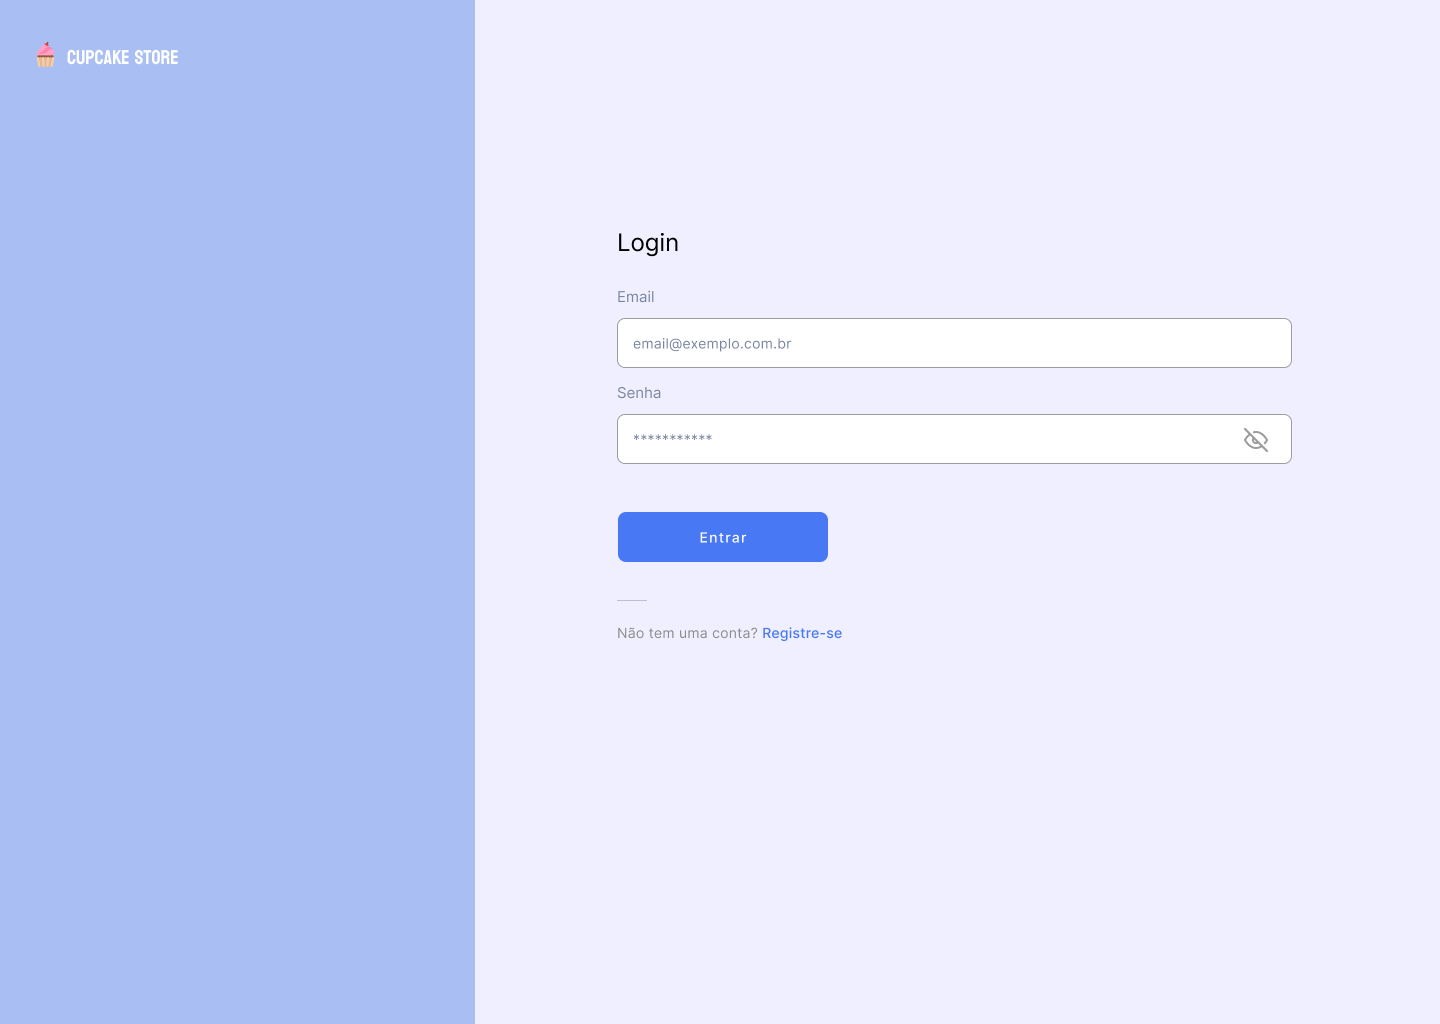 CUPCAKE STORE
Login
Email
email@exemplo.com.br
Senha
***********
Entrar
Não tem uma conta? Registre-se